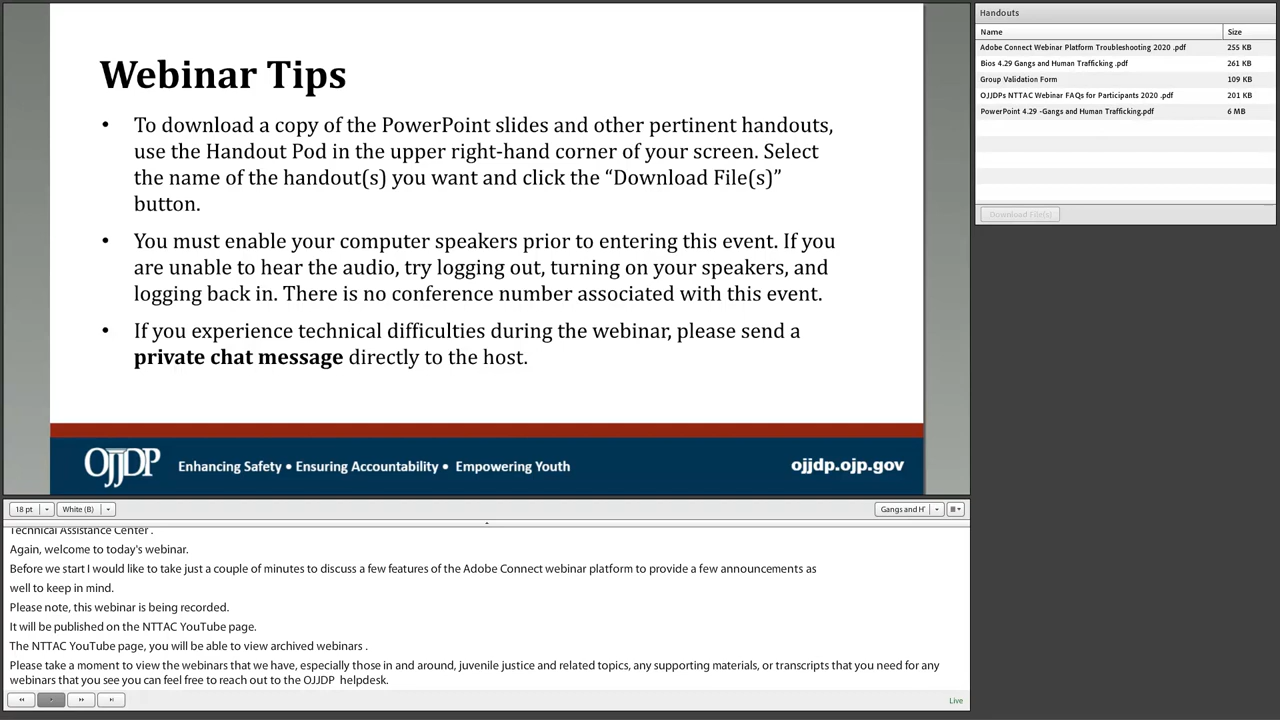 Webinar Tips
• To download a copy of the PowerPoint slides and other pertinent handouts,
use the Handout Pod in the upper right-hand corner of your screen. Select
the name of the handout(s) you want and click the “Download File(s)”
button.
• You must enable your computer speakers prior to entering this event. If you
are unable to hear the audio, try logging out, turning on your speakers, and
logging back in. There is no conference number associated with this event.
• If you experience technical difficulties during the webinar, please send a
private chat message directly to the host.
OJJDP Enhancing Safety • Ensuring Accountability • Empowering Youth ojjdp.ojp.gov
Handouts
Name Size
Adobe Connect Webinar Platform Troubleshooting 2020 .pdf 255 KB
Bios 4.29 Gangs and Human Trafficking .pdf 261 KB
Group Validation Form 109 KB
OJJDPs NTTAC Webinar FAQs for Participants 2020 .pdf 201 KB
PowerPoint 4.29 -Gangs and Human Trafficking.pdf 6 MB
Download File(s)
18 pt White (B) Gangs and H'
Technical Assistance Center .
Again, welcome to today's webinar.
Before we start I would like to take just a couple of minutes to discuss a few features of the Adobe Connect webinar platform to provide a few announcements as
well to keep in mind.
Please note, this webinar is being recorded.
It will be published on the NTTAC YouTube page.
The NTTAC YouTube page, you will be able to view archived webinars .
Please take a moment to view the webinars that we have, especially those in and around, juvenile justice and related topics, any supporting materials, or transcripts that you need for any
webinars that you see you can feel free to reach out to the OJJDP helpdesk.
Live